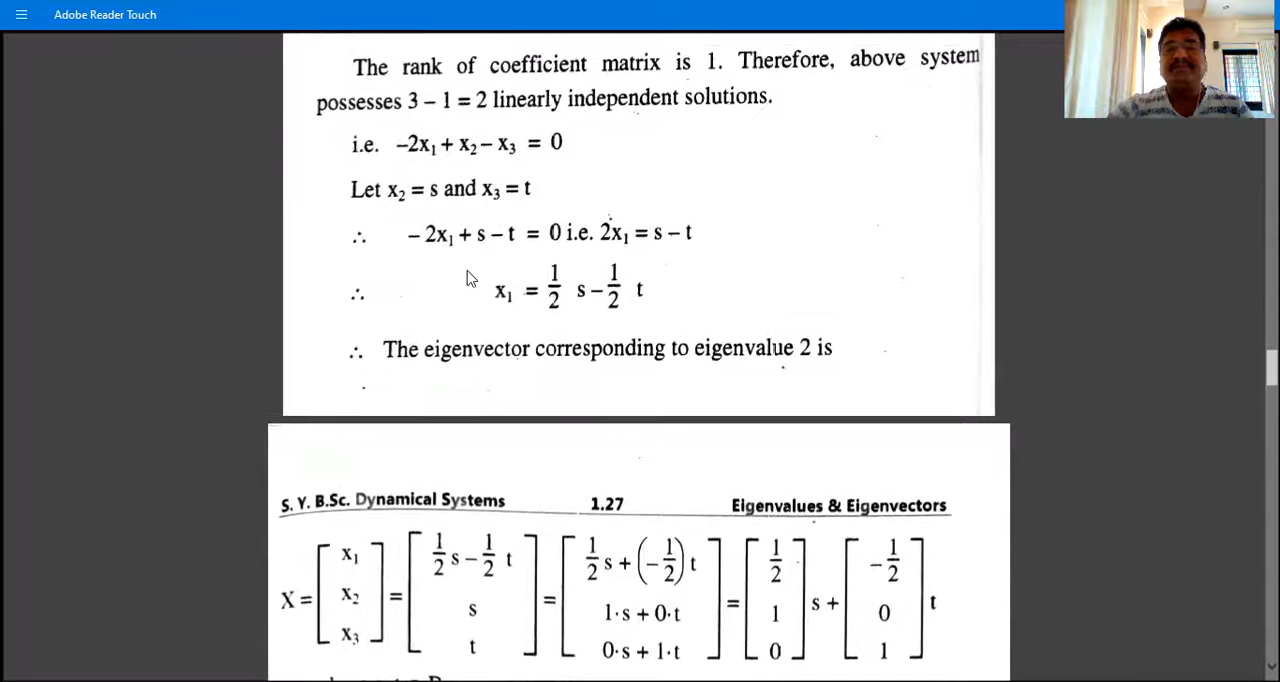 Adobe Reader Touch
The rank of coefficient matrix is 1. Therefore, above system
possesses 3 – 1 = 2 linearly independent solutions.
i.e. –2x₁ + x₂ – x₃ = 0
Let x₂ = s and x₃ = t
∴ – 2x₁ + s – t = 0 i.e. 2x₁ = s – t
∴ x₁ = 1/2 s – 1/2 t
∴ The eigenvector corresponding to eigenvalue 2 is
S. Y. B.Sc. Dynamical Systems 1.27 Eigenvalues & Eigenvectors
X = [x₁ x₂ x₃] = [1/2 s – 1/2 t s t] = [1/2 s + (–1/2) t 1·s + 0·t 0·s + 1·t] = [1/2 1 0] s + [–1/2 0 1] t